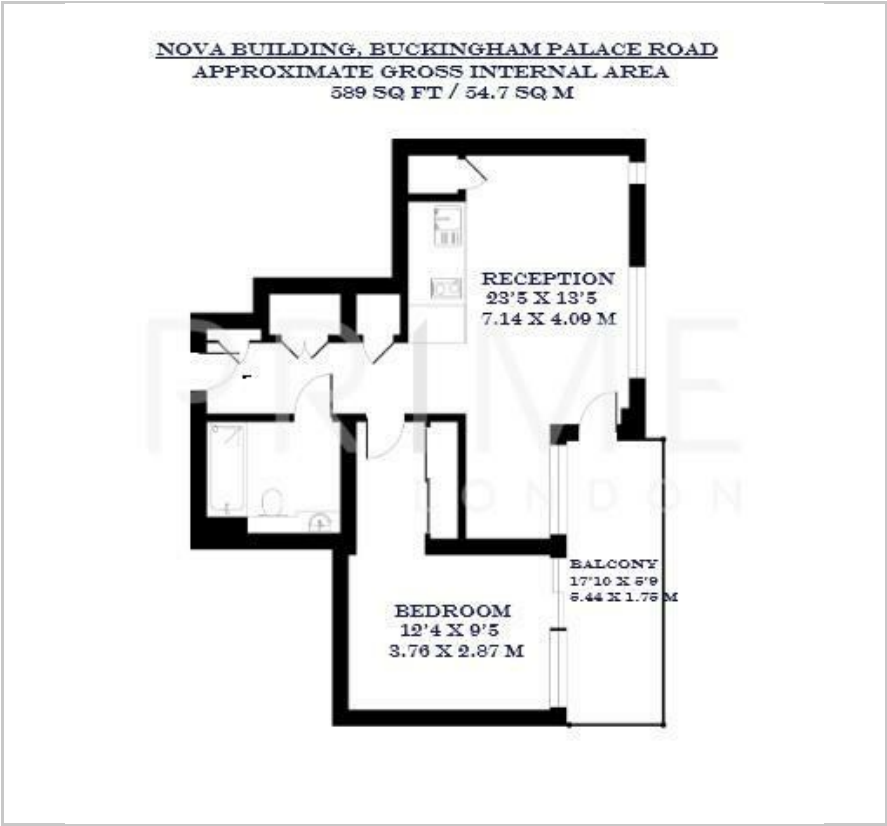 NOVA BUILDING, BUCKINGHAM PALACE ROAD
APPROXIMATE GROSS INTERNAL AREA
589 SQ FT / 54.7 SQ M
RECEPTION
23'5 X 13'5
7.14 X 4.09 M
PRIME
LONDON
BALCONY
17'10 X 5'9
5.44 X 1.75 M
BEDROOM
12'4 X 9'5
3.76 X 2.87 M